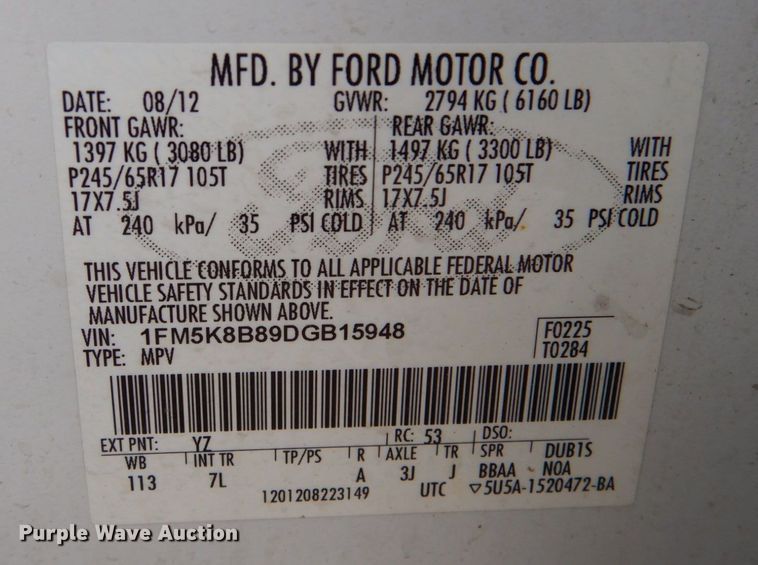 MFD. BY FORD MOTOR CO.
DATE: 08/12 GVWR: 2794 KG ( 6160 LB)
FRONT GAWR: REAR GAWR:
1397 KG ( 3080 LB) WITH 1497 KG ( 3300 LB) WITH
P245/65R17 105T TIRES P245/65R17 105T TIRES
17X7.5J RIMS 17X7.5J RIMS
AT 240 kPa/ 35 PSI COLD AT 240 kPa/ 35 PSI COLD
Ford
THIS VEHICLE CONFORMS TO ALL APPLICABLE FEDERAL MOTOR
VEHICLE SAFETY STANDARDS IN EFFECT ON THE DATE OF
MANUFACTURE SHOWN ABOVE.
VIN: 1FM5K8B89DGB15948 F0225
TYPE: MPV T0284
EXT PNT: YZ RC: 53 DSO:
WB INT TR TP/PS R AXLE TR SPR DUB1S
113 7L A 3J J BBAA N0A
1201208223149 UTC ▽5U5A-1520472-BA
Purple Wave Auction